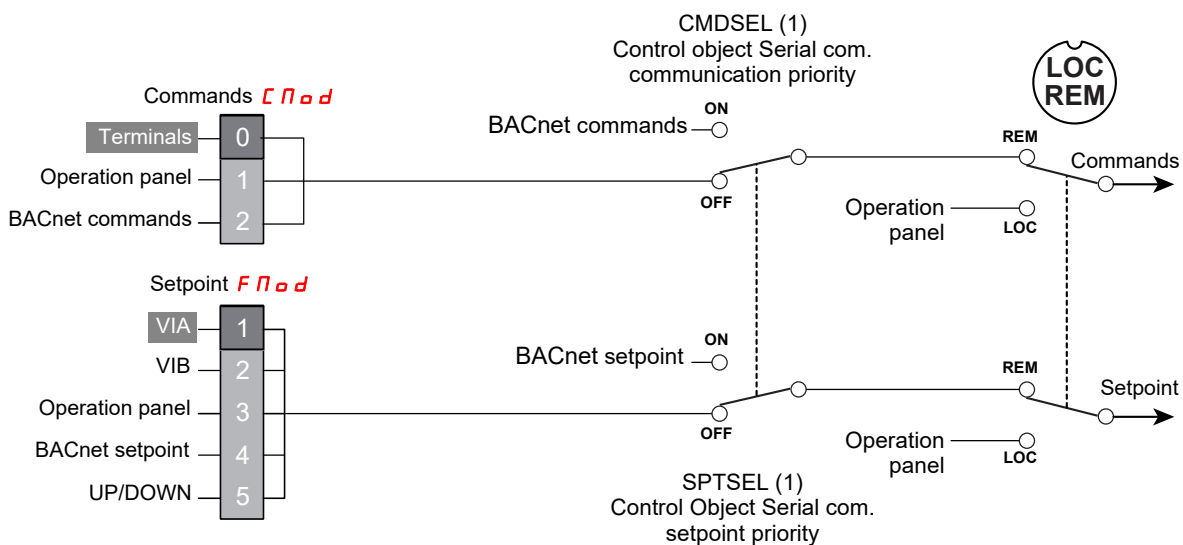 CMDSEL (1)
Control object Serial com.
communication priority
LOC
REM
Commands CMod
ON
BACnet commands
Terminals 0
REM
Commands
Operation panel 1
OFF
BACnet commands 2
Operation
panel
LOC
Setpoint FMod
VIA 1
ON
BACnet setpoint
VIB 2
REM
Setpoint
Operation panel 3
OFF
BACnet setpoint 4
Operation
panel
LOC
UP/DOWN 5
SPTSEL (1)
Control Object Serial com.
setpoint priority